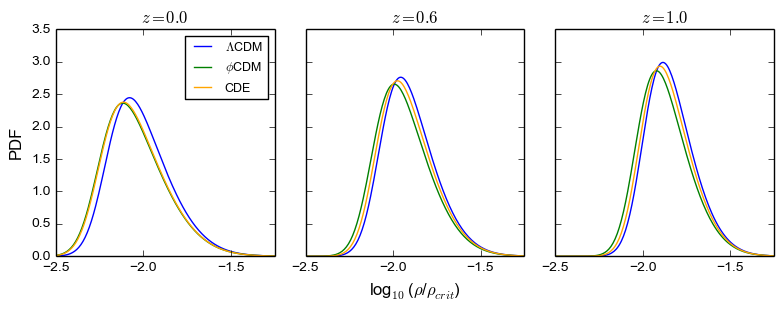 z=0.0 z=0.6 z=1.0
3.5
3.0
2.5
2.0
1.5
1.0
0.5
0.0
PDF
ΛCDM
ϕCDM
CDE
−2.5 −2.0 −1.5 −2.5 −2.0 −1.5 −2.5 −2.0 −1.5
log₁₀ (ρ/ρ_crit)